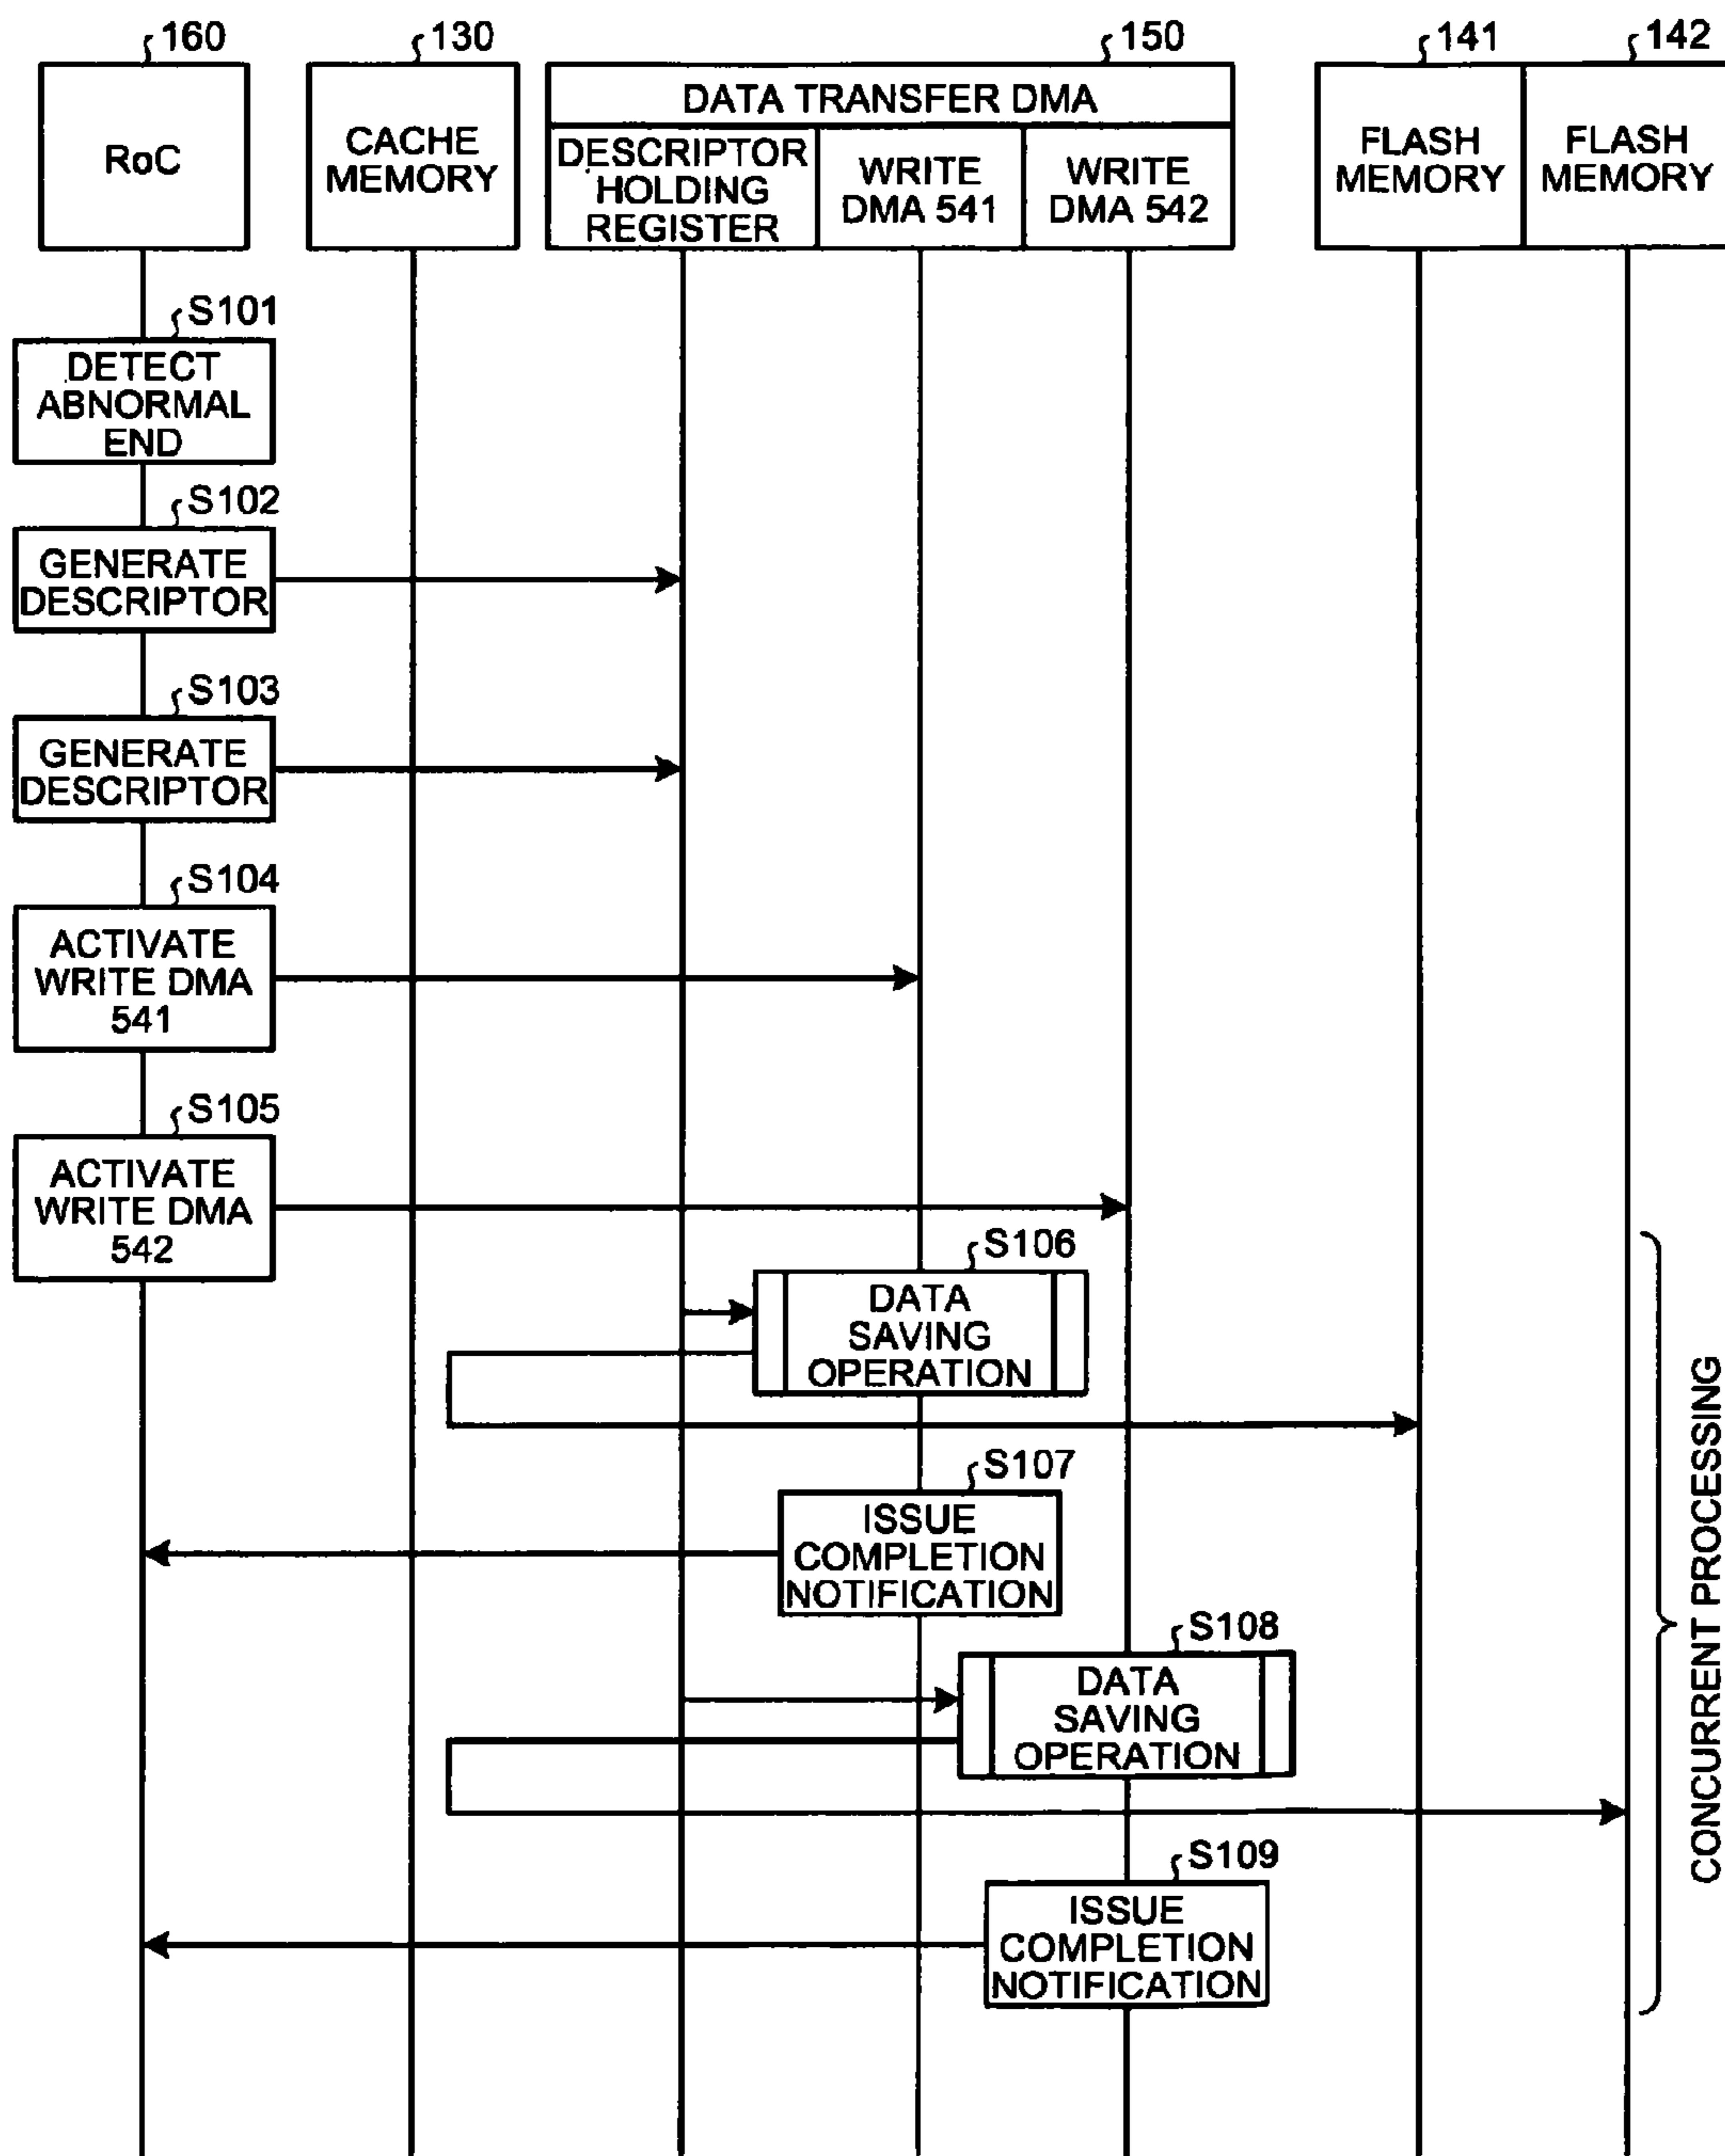 160
130
150
141
142
RoC
CACHE
MEMORY
DATA TRANSFER DMA
DESCRIPTOR
HOLDING
REGISTER
WRITE
DMA 541
WRITE
DMA 542
FLASH
MEMORY
FLASH
MEMORY
S101
DETECT
ABNORMAL
END
S102
GENERATE
DESCRIPTOR
S103
GENERATE
DESCRIPTOR
S104
ACTIVATE
WRITE DMA
541
S105
ACTIVATE
WRITE DMA
542
S106
DATA
SAVING
OPERATION
S107
ISSUE
COMPLETION
NOTIFICATION
S108
DATA
SAVING
OPERATION
S109
ISSUE
COMPLETION
NOTIFICATION
CONCURRENT PROCESSING